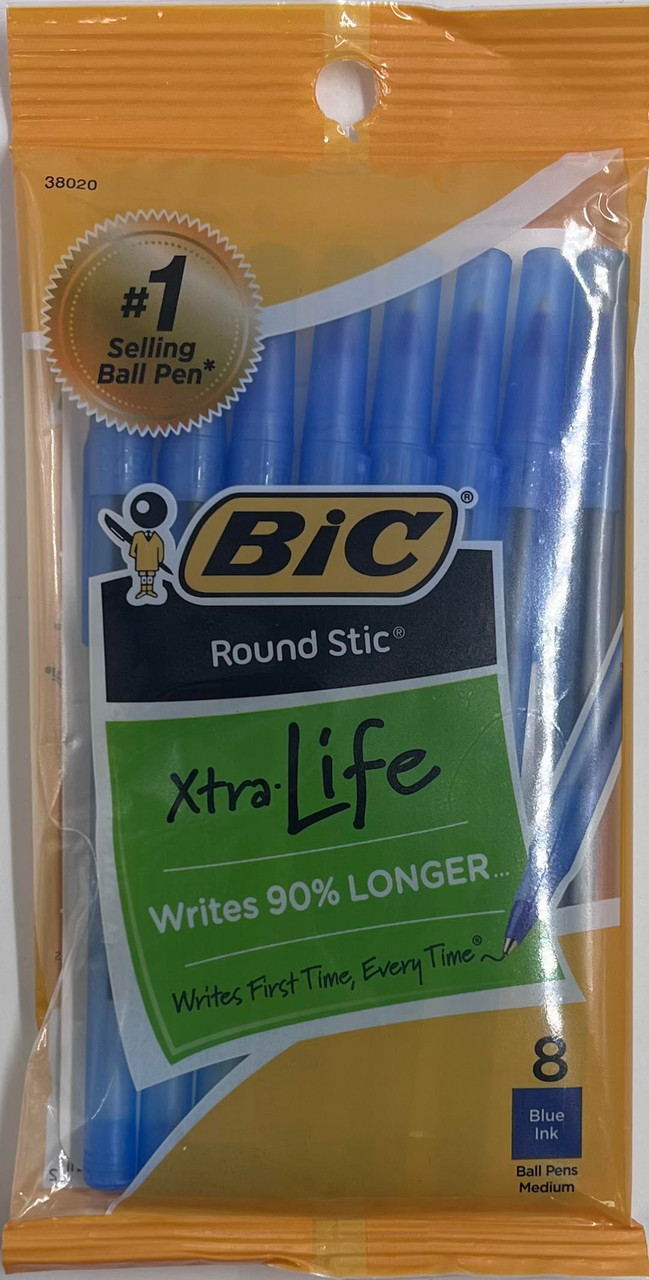 38020
#1
Selling
Ball Pen*
BiC®
Round Stic®
Xtra-Life
Writes 90% LONGER...
Writes First Time, Every Time®
8
Blue
Ink
Ball Pens
Medium